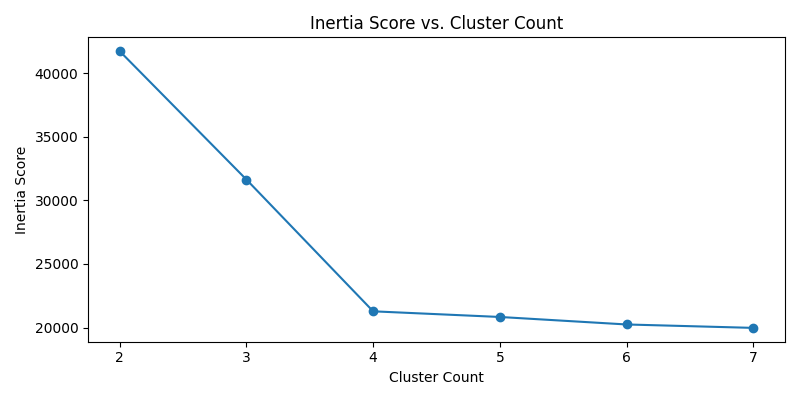 Inertia Score vs. Cluster Count
40000
35000
30000
25000
20000
Inertia Score
2 3 4 5 6 7
Cluster Count